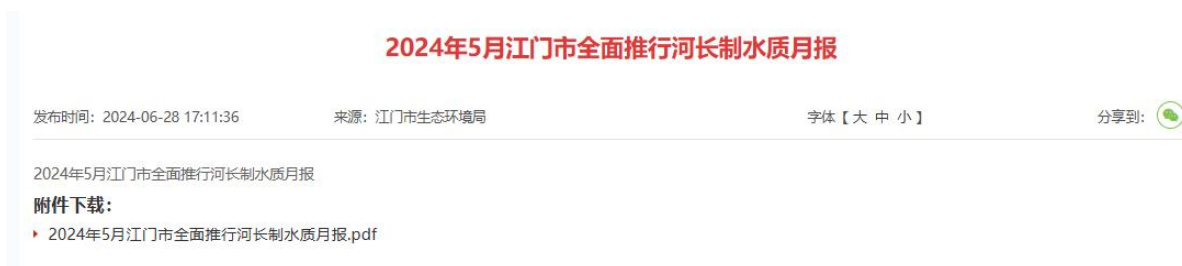 2024年5月江门市全面推行河长制水质月报
发布时间：2024-06-28 17:11:36 来源：江门市生态环境局 字体【大 中 小】 分享到：
2024年5月江门市全面推行河长制水质月报
附件下载：
2024年5月江门市全面推行河长制水质月报.pdf